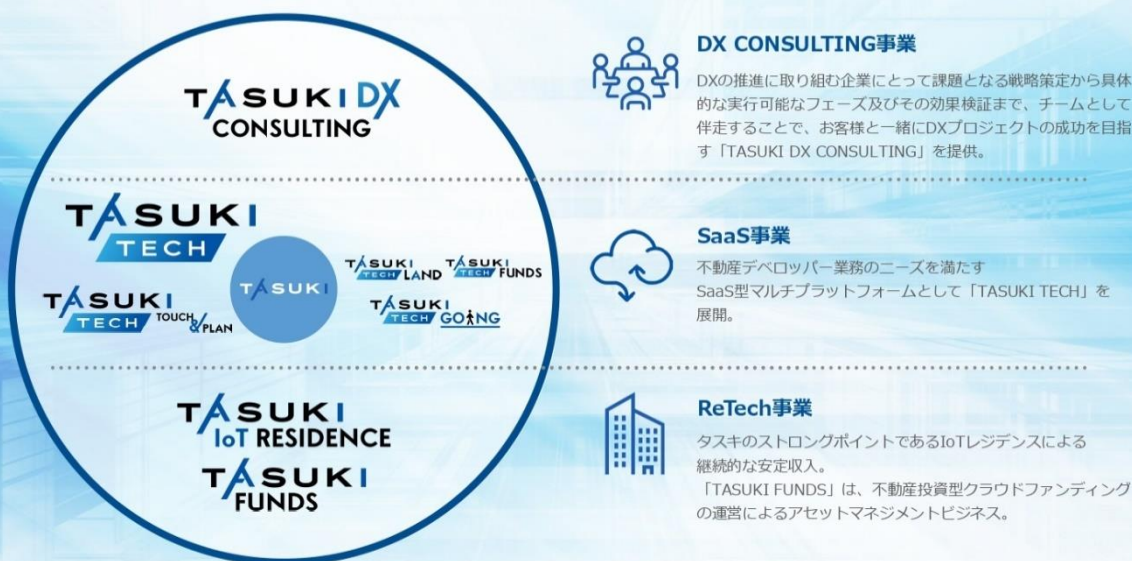 TASUKI DX
CONSULTING
DX CONSULTING事業
DXの推進に取り組む企業にとって課題となる戦略策定から具体
的な実行可能なフェーズ及びその効果検証まで、チームとして
伴走することで、お客様と一緒にDXプロジェクトの成功を目指
す「TASUKI DX CONSULTING」を提供。
TASUKI
TECH
TASUKI
TECH TOUCH
&PLAN
TASUKI
TASUKI
TECH LAND
TASUKI
TECH FUNDS
TASUKI
TECH GOING
SaaS事業
不動産デベロッパー業務のニーズを満たす
SaaS型マルチプラットフォームとして「TASUKI TECH」を
展開。
TASUKI
IoT RESIDENCE
TASUKI
FUNDS
ReTech事業
タスキのストロングポイントであるIoTレジデンスによる
継続的な安定収入。
「TASUKI FUNDS」は、不動産投資型クラウドファンディング
の運営によるアセットマネジメントビジネス。